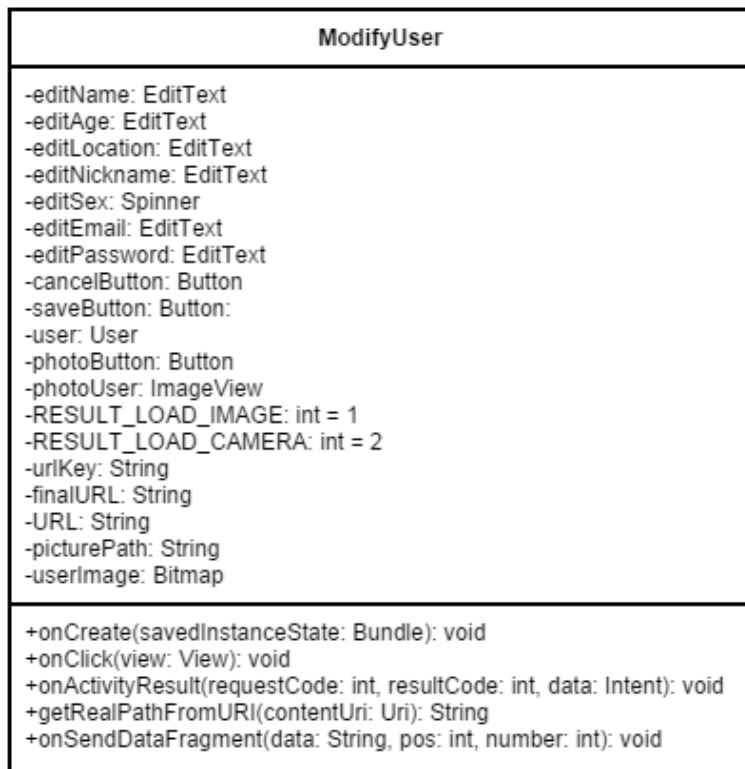 ModifyUser
-editName: EditText
-editAge: EditText
-editLocation: EditText
-editNickname: EditText
-editSex: Spinner
-editEmail: EditText
-editPassword: EditText
-cancelButton: Button
-saveButton: Button:
-user: User
-photoButton: Button
-photoUser: ImageView
-RESULT_LOAD_IMAGE: int = 1
-RESULT_LOAD_CAMERA: int = 2
-urlKey: String
-finalURL: String
-URL: String
-picturePath: String
-userImage: Bitmap
+onCreate(savedInstanceState: Bundle): void
+onClick(view: View): void
+onActivityResult(requestCode: int, resultCode: int, data: Intent): void
+getRealPathFromURI(contentUri: Uri): String
+onSendDataFragment(data: String, pos: int, number: int): void